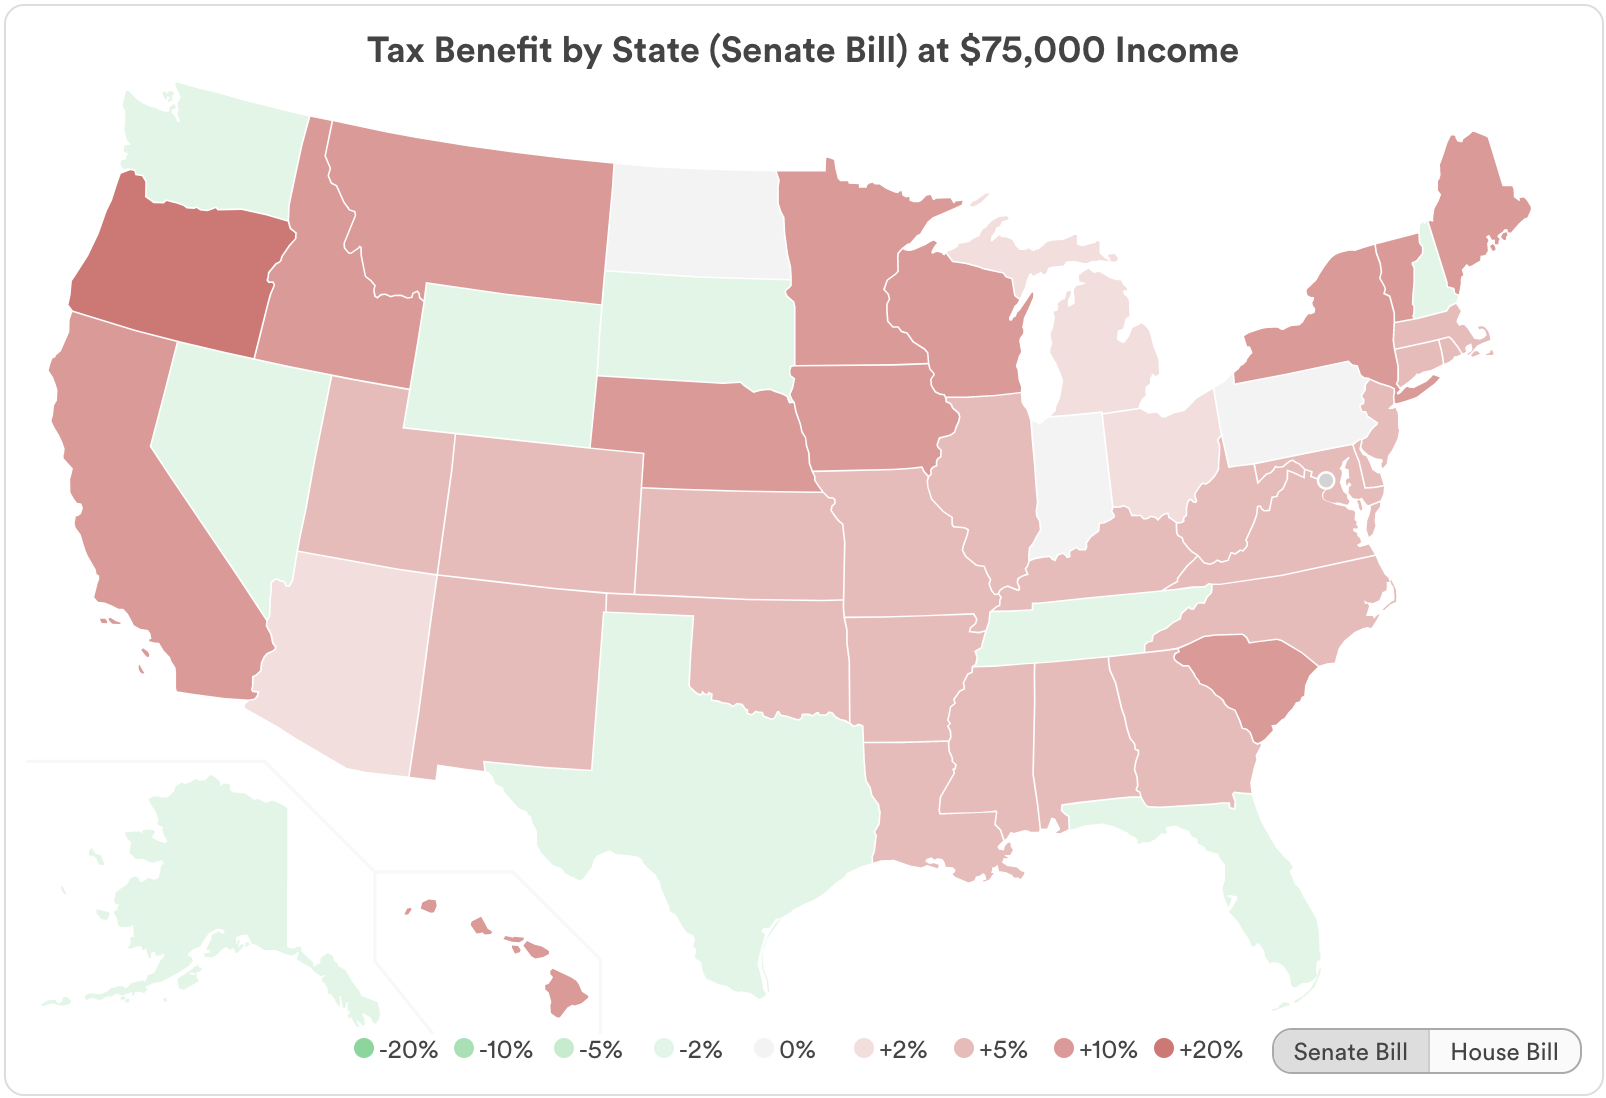 Tax Benefit by State (Senate Bill) at $75,000 Income
-20% -10% -5% -2% 0% +2% +5% +10% +20% Senate Bill House Bill